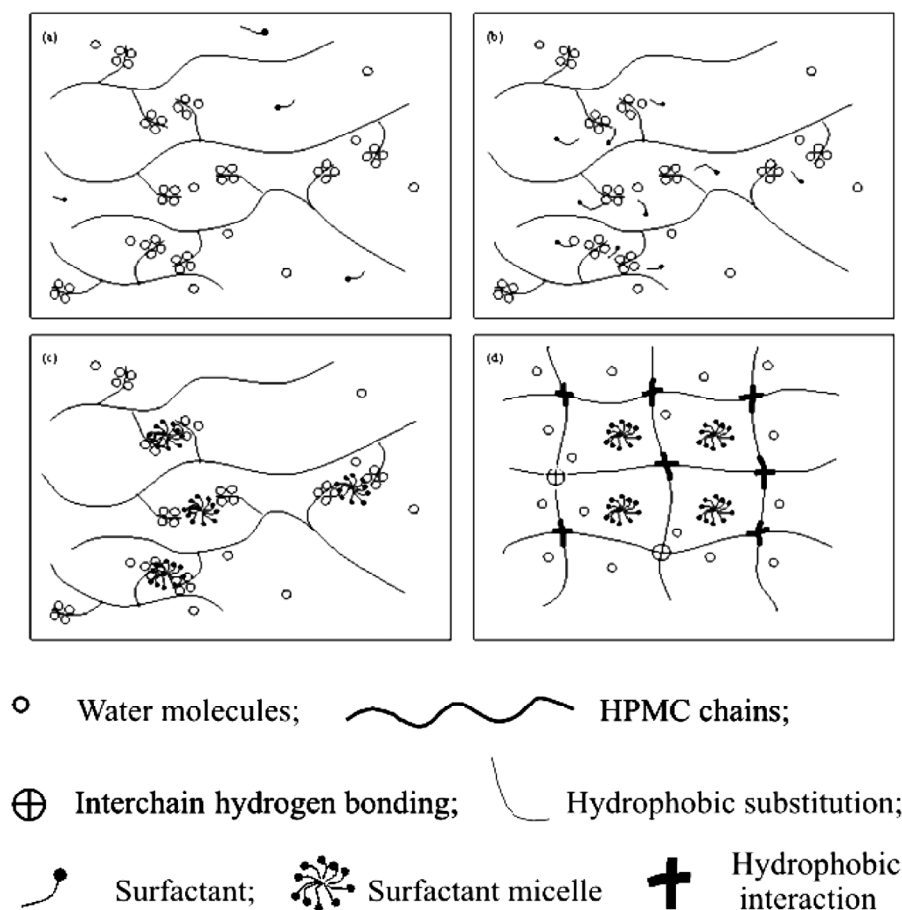 (a)
(b)
(c)
(d)
Water molecules;
HPMC chains;
Interchain hydrogen bonding;
Hydrophobic substitution;
Surfactant;
Surfactant micelle
Hydrophobic
interaction